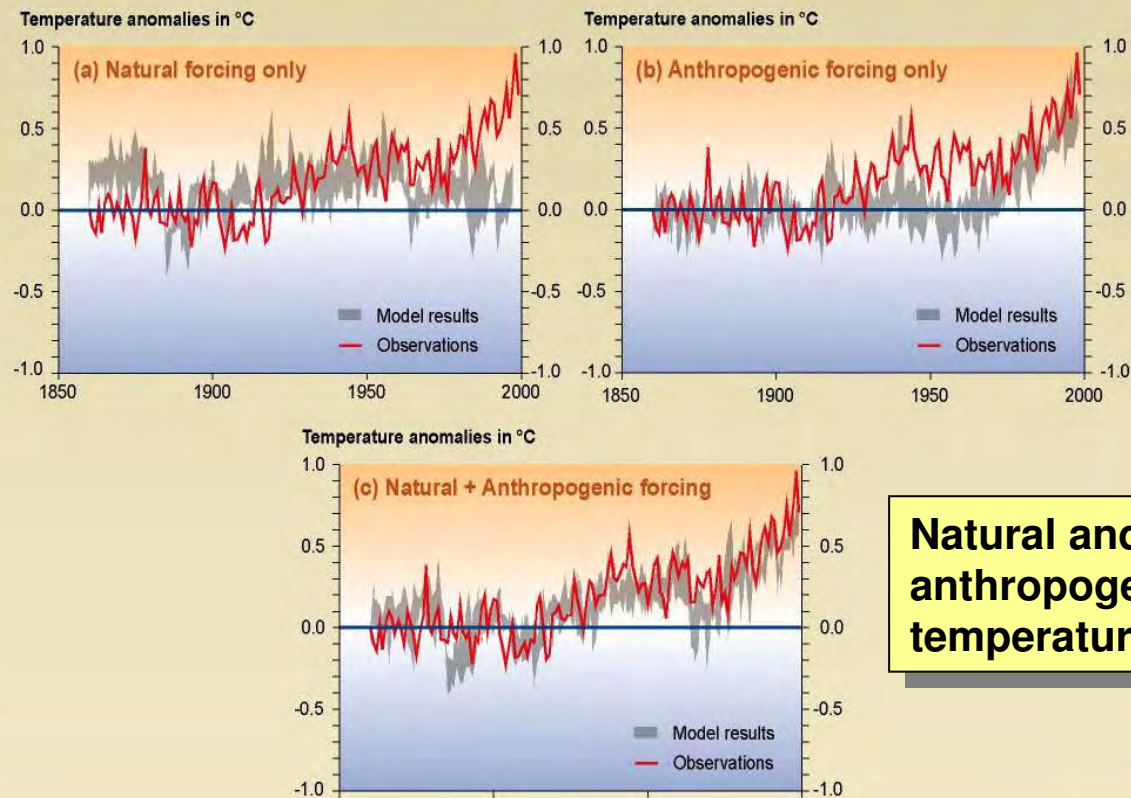 Temperature anomalies in °C
1.0
0.5
0.0
-0.5
-1.0
(a) Natural forcing only
Model results
Observations
1.0
0.5
0.0
-0.5
-1.0
1850 1900 1950 2000
Temperature anomalies in °C
1.0
0.5
0.0
-0.5
-1.0
(b) Anthropogenic forcing only
Model results
Observations
1.0
0.5
0.0
-0.5
-1.0
1850 1900 1950 2000
Temperature anomalies in °C
1.0
0.5
0.0
-0.5
-1.0
(c) Natural + Anthropogenic forcing
Model results
Observations
1.0
0.5
0.0
-0.5
-1.0
Natural